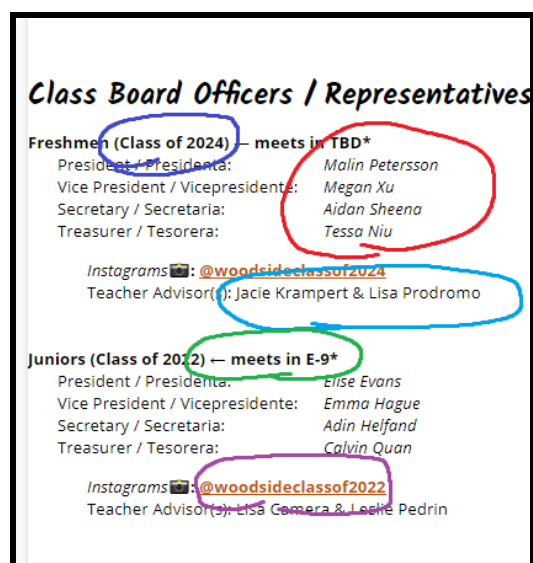 Class Board Officers / Representatives
Freshmen (Class of 2024) ← meets in TBD*
President / Presidenta: Malin Petersson
Vice President / Vicepresidente: Megan Xu
Secretary / Secretaria: Aidan Sheena
Treasurer / Tesorera: Tessa Niu
Instagrams📸: @woodsideclassof2024
Teacher Advisor(s): Jacie Krampert & Lisa Prodromo
Juniors (Class of 2022) ← meets in E-9*
President / Presidenta: Elise Evans
Vice President / Vicepresidente: Emma Hague
Secretary / Secretaria: Adin Helfand
Treasurer / Tesorera: Calvin Quan
Instagrams📸: @woodsideclassof2022
Teacher Advisor(s): Lisa Camera & Leslie Pedrin